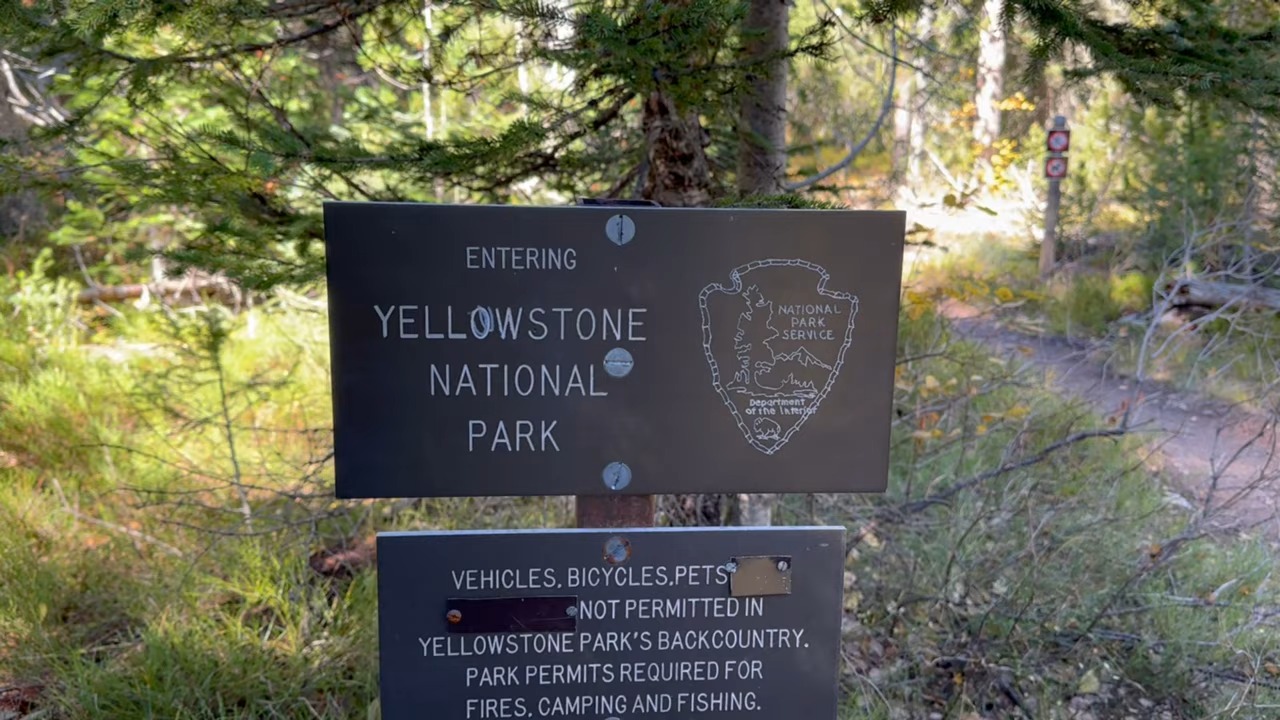 ENTERING
YELLOWSTONE
NATIONAL
PARK
NATIONAL
PARK
SERVICE
Department
of the Interior
VEHICLES, BICYCLES,PETS
NOT PERMITTED IN
YELLOWSTONE PARK'S BACKCOUNTRY.
PARK PERMITS REQUIRED FOR
FIRES, CAMPING AND FISHING.